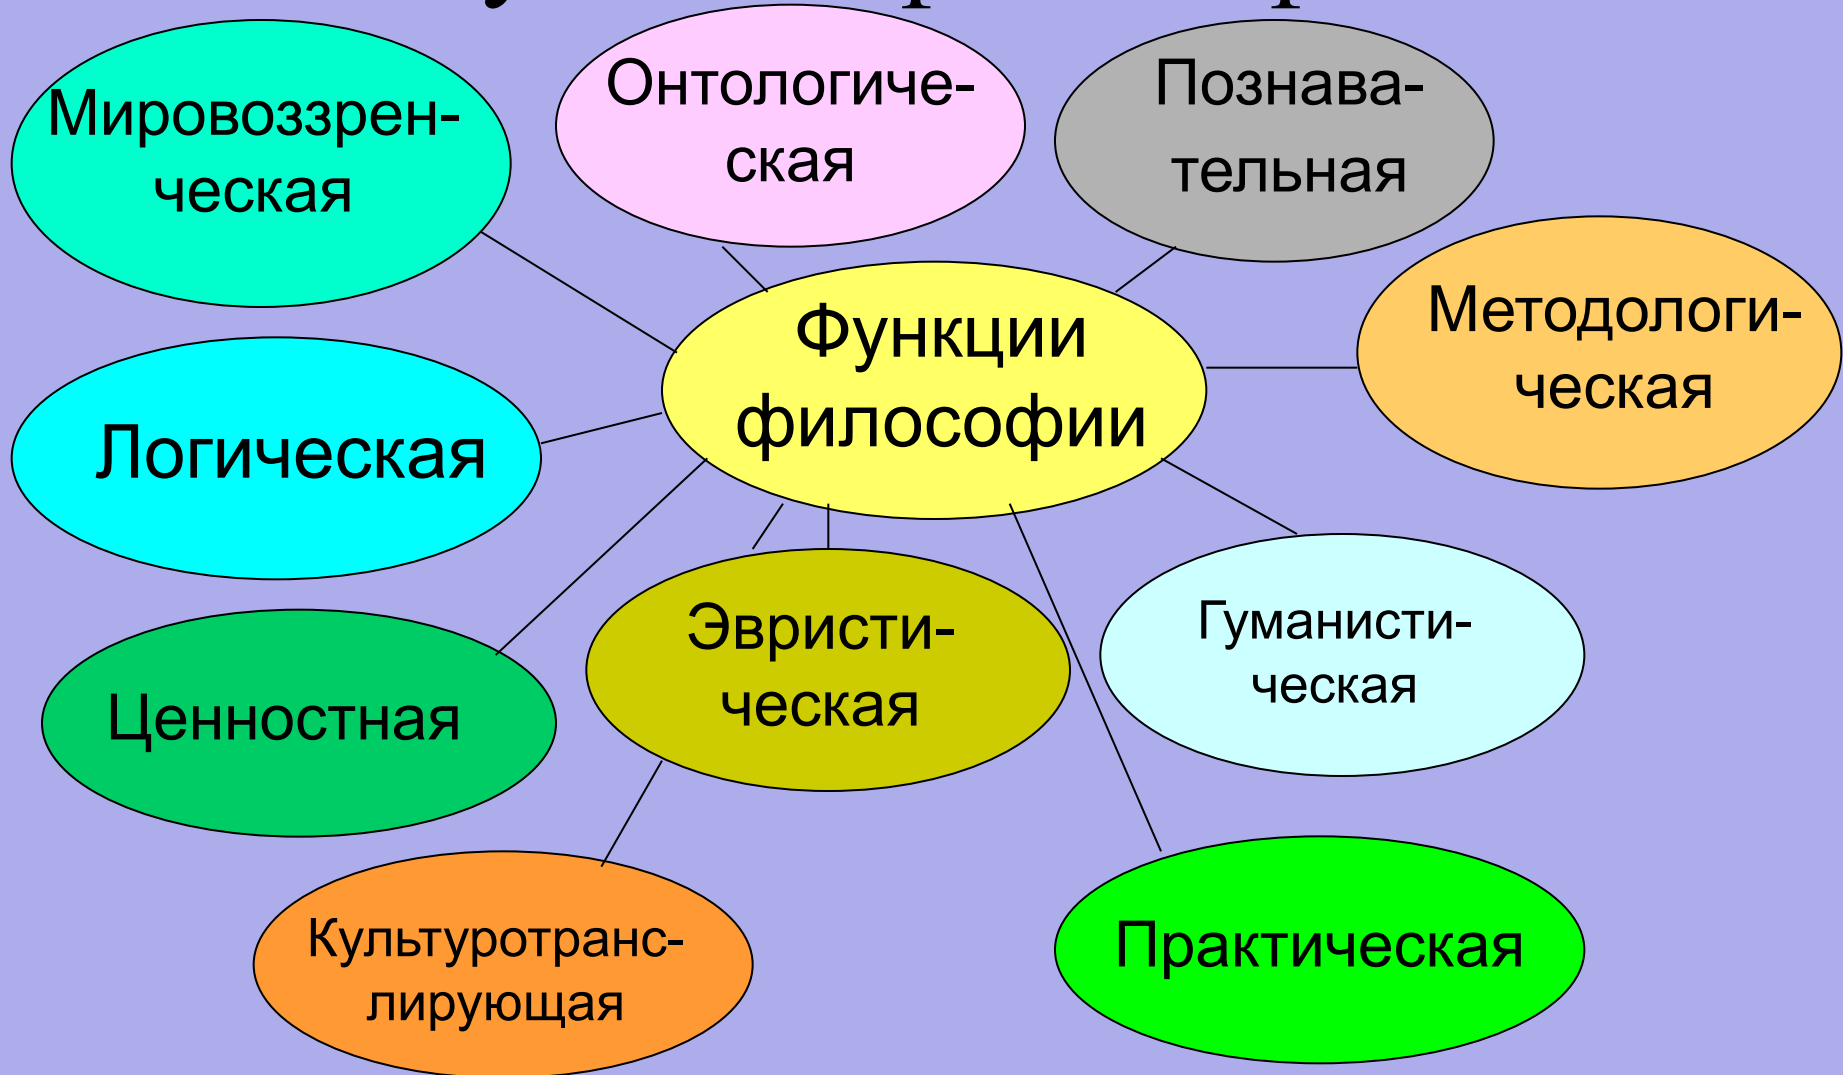 Мировоззрен-
ческая
Онтологиче-
ская
Познава-
тельная
Методологи-
ческая
Функции
философии
Логическая
Ценностная
Эвристи-
ческая
Гуманисти-
ческая
Культуротранс-
лирующая
Практическая